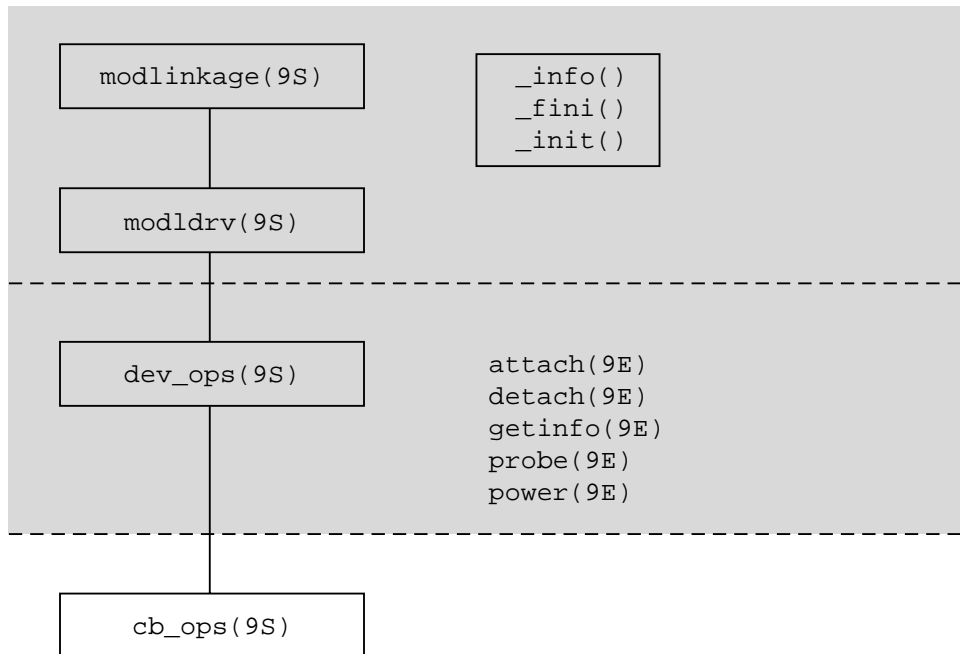 modlinkage(9S)
_info()
_fini()
_init()
modldrv(9S)
dev_ops(9S)
attach(9E)
detach(9E)
getinfo(9E)
probe(9E)
power(9E)
cb_ops(9S)